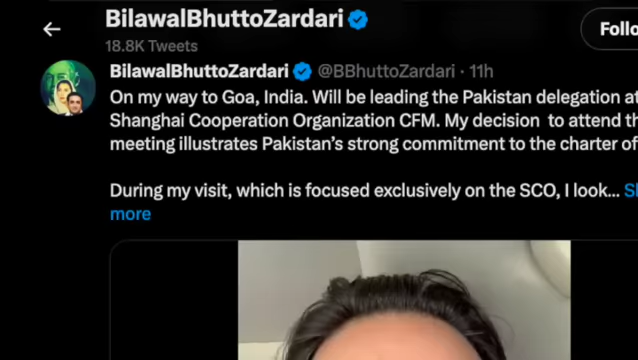 BilawalBhuttoZardari
18.8K Tweets
BilawalBhuttoZardari @BBhuttoZardari · 11h
On my way to Goa, India. Will be leading the Pakistan delegation at
Shanghai Cooperation Organization CFM. My decision to attend th
meeting illustrates Pakistan's strong commitment to the charter of
During my visit, which is focused exclusively on the SCO, I look...
more